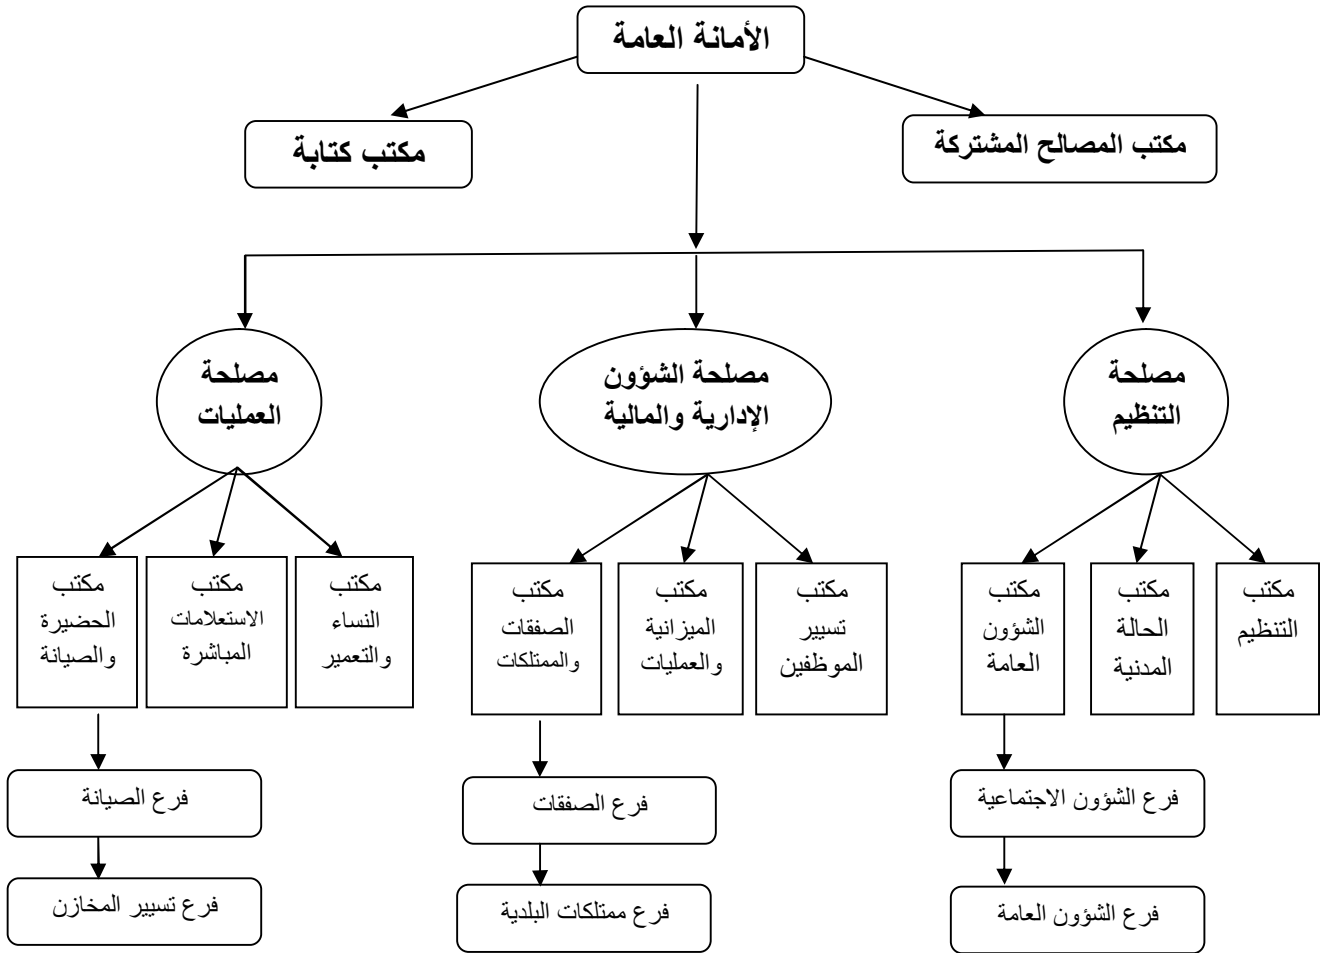 الأمانة العامة
مكتب المصالح المشتركة
مكتب كتابة
مصلحة
التنظيم
مصلحة الشؤون
الإدارية والمالية
مصلحة
العمليات
مكتب
التنظيم
مكتب
الحالة
المدنية
مكتب
الشؤون
العامة
مكتب
تسيير
الموظفين
مكتب
الميزانية
والعمليات
مكتب
الصفقات
والممتلكات
مكتب
النساء
والتعمير
مكتب
الاستعلامات
المباشرة
مكتب
الحضيرة
والصيانة
فرع الشؤون الاجتماعية
فرع الصفقات
فرع الصيانة
فرع الشؤون العامة
فرع ممتلكات البلدية
فرع تسيير المخازن